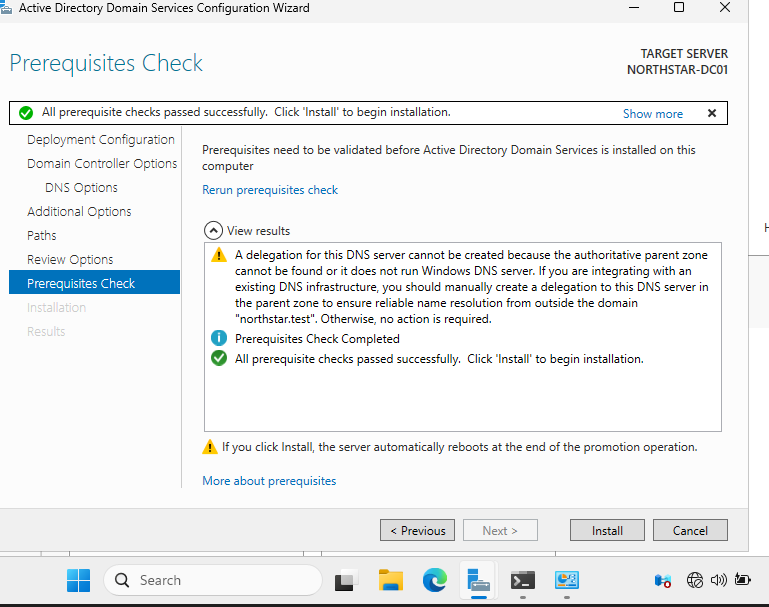 Active Directory Domain Services Configuration Wizard
Prerequisites Check
TARGET SERVER
NORTHSTAR-DC01
All prerequisite checks passed successfully.  Click 'Install' to begin installation.
Show more
Deployment Configuration
Domain Controller Options
DNS Options
Additional Options
Paths
Review Options
Prerequisites Check
Installation
Results
Prerequisites need to be validated before Active Directory Domain Services is installed on this
computer
Rerun prerequisites check
View results
A delegation for this DNS server cannot be created because the authoritative parent zone
cannot be found or it does not run Windows DNS server. If you are integrating with an
existing DNS infrastructure, you should manually create a delegation to this DNS server in
the parent zone to ensure reliable name resolution from outside the domain
"northstar.test". Otherwise, no action is required.
Prerequisites Check Completed
All prerequisite checks passed successfully.  Click 'Install' to begin installation.
If you click Install, the server automatically reboots at the end of the promotion operation.
More about prerequisites
< Previous
Next >
Install
Cancel
Search